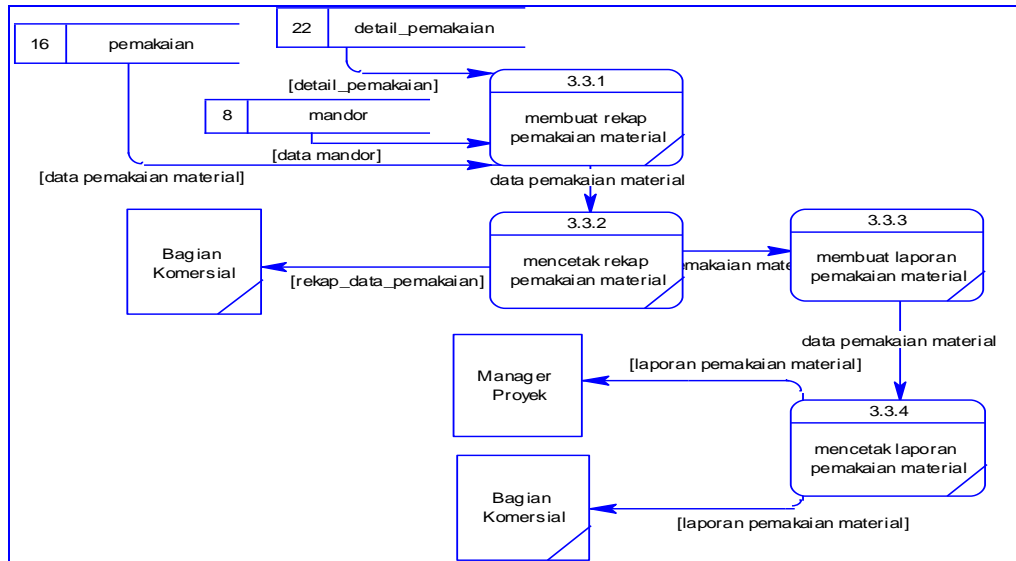 22 detail_pemakaian
16 pemakaian
[detail_pemakaian]
3.3.1
membuat rekap
pemakaian material
8 mandor
[data mandor]
[data pemakaian material]
data pemakaian material
3.3.2
mencetak rekap
pemakaian material
3.3.3
membuat laporan
pemakaian material
Bagian
Komersial
[rekap_data_pemakaian]
emakaian mate
data pemakaian material
[laporan pemakaian material]
Manager
Proyek
3.3.4
mencetak laporan
pemakaian material
Bagian
Komersial
[laporan pemakaian material]